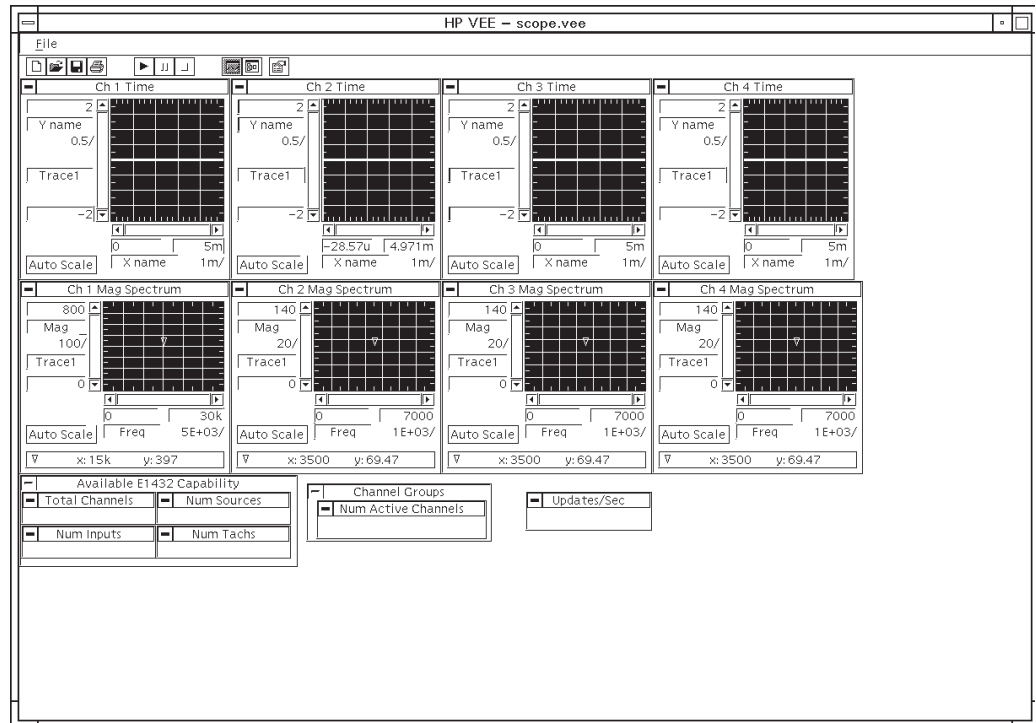 HP VEE – scope.vee
File
Ch 1 Time
2
Y name
0.5/
Trace1
−2
0 5m
Auto Scale X name 1m/
Ch 2 Time
2
Y name
0.5/
Trace1
−2
−28.57u 4.971m
Auto Scale X name 1m/
Ch 3 Time
2
Y name
0.5/
Trace1
−2
0 5m
Auto Scale X name 1m/
Ch 4 Time
2
Y name
0.5/
Trace1
−2
0 5m
Auto Scale X name 1m/
Ch 1 Mag Spectrum
800
Mag
100/
Trace1
0
0 30k
Auto Scale Freq 5E+03/
x: 15k y: 397
Ch 2 Mag Spectrum
140
Mag
20/
Trace1
0
0 7000
Auto Scale Freq 1E+03/
x: 3500 y: 69.47
Ch 3 Mag Spectrum
140
Mag
20/
Trace1
0
0 7000
Auto Scale Freq 1E+03/
x: 3500 y: 69.47
Ch 4 Mag Spectrum
140
Mag
20/
Trace1
0
0 7000
Auto Scale Freq 1E+03/
x: 3500 y: 69.47
Available E1432 Capability
Total Channels Num Sources
Num Inputs Num Tachs
Channel Groups
Num Active Channels
Updates/Sec